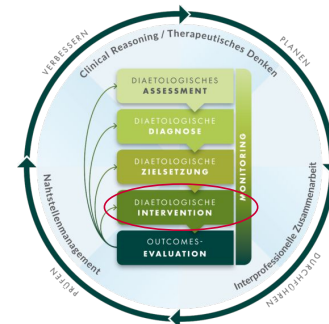 VERBESSERN
PLANEN
Clinical Reasoning / Therapeutisches Denken
DIAETOLOGISCHES
ASSESSMENT
DIAETOLOGISCHE
DIAGNOSE
DIAETOLOGISCHE
ZIELSETZUNG
DIAETOLOGISCHE
INTERVENTION
OUTCOMES-
EVALUATION
MONITORING
Nahtstellenmanagement
Interprofessionelle Zusammenarbeit
PRÜFEN
DURCHFÜHREN